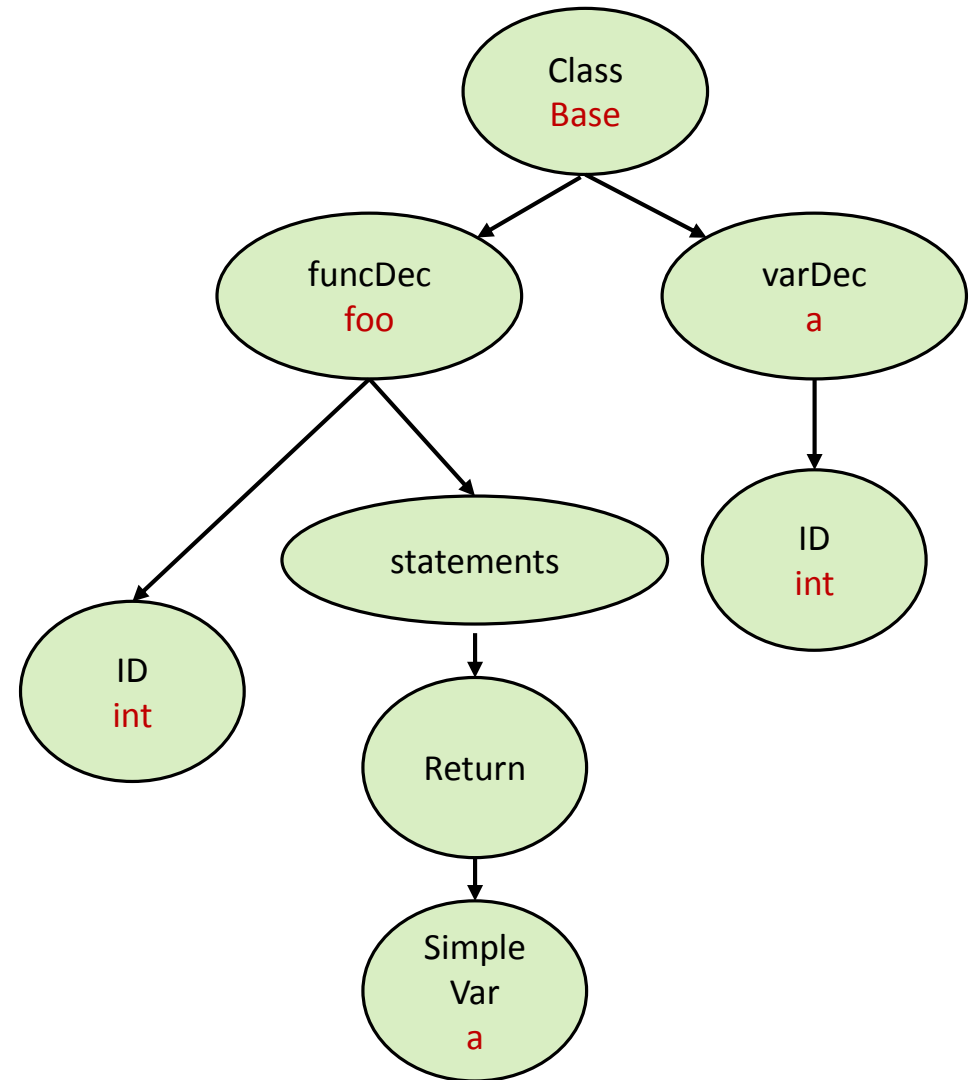 Class
Base
funcDec
foo
varDec
a
statements
ID
int
ID
int
Return
Simple
Var
a